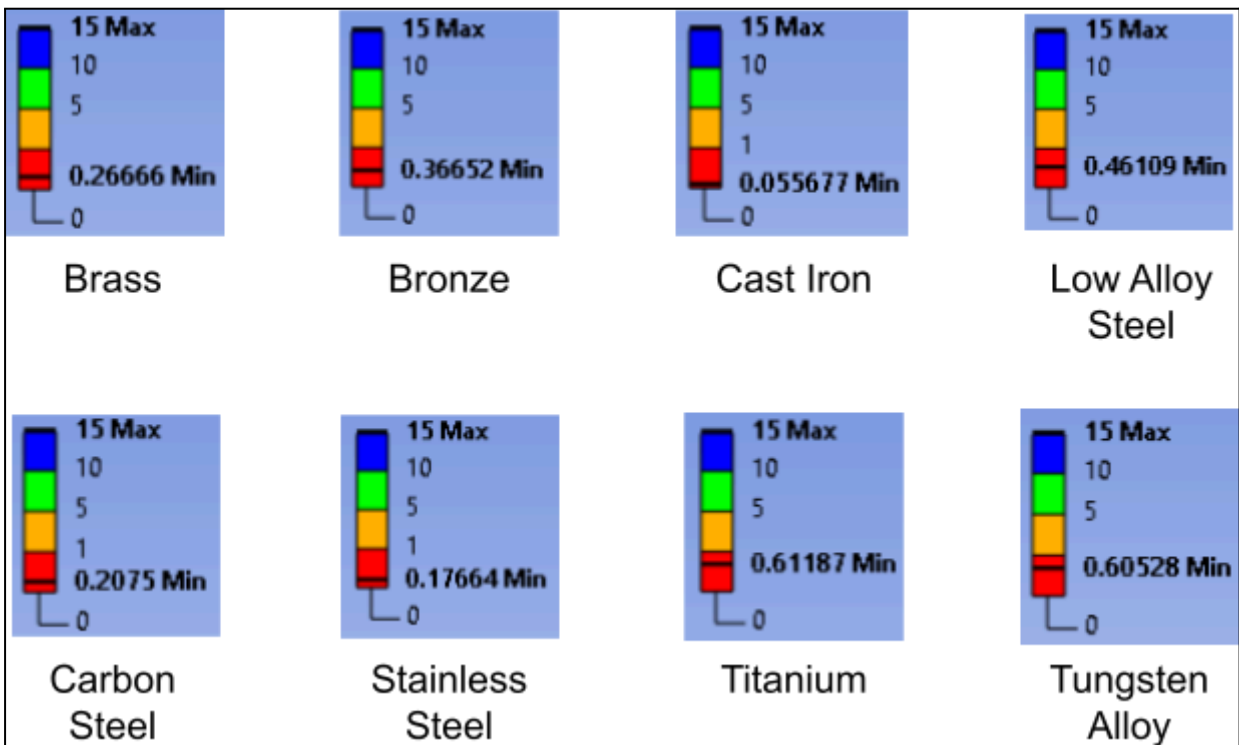 15 Max
10
5
0.26666 Min
0
Brass
15 Max
10
5
0.36652 Min
0
Bronze
15 Max
10
5
1
0.055677 Min
0
Cast Iron
15 Max
10
5
0.46109 Min
0
Low Alloy
Steel
15 Max
10
5
1
0.2075 Min
0
Carbon
Steel
15 Max
10
5
1
0.17664 Min
0
Stainless
Steel
15 Max
10
5
0.61187 Min
0
Titanium
15 Max
10
5
0.60528 Min
0
Tungsten
Alloy